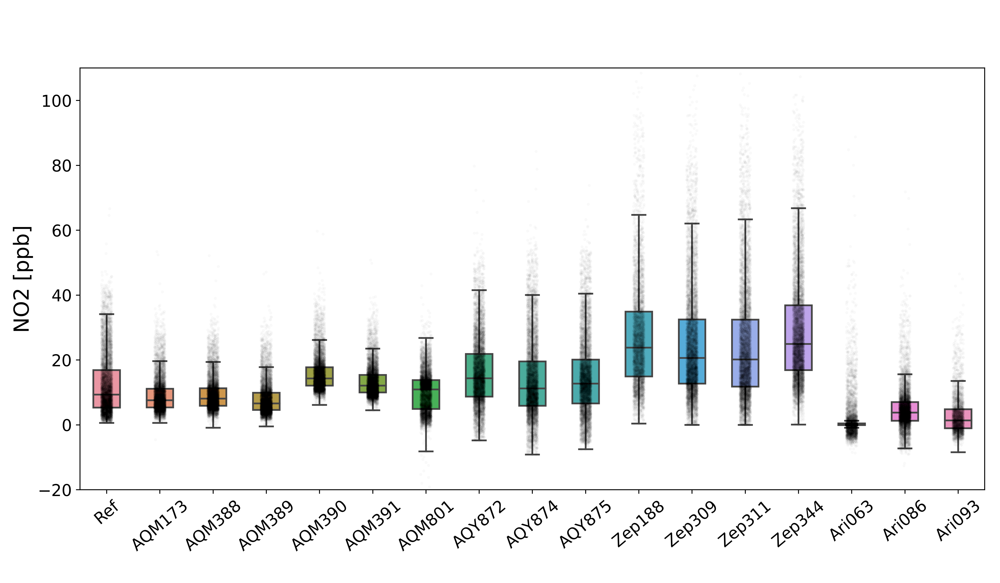 NO2 [ppb]
100
80
60
40
20
0
−20
Ref
AQM173
AQM388
AQM389
AQM390
AQM391
AQM801
AQY872
AQY874
AQY875
Zep188
Zep309
Zep311
Zep344
Ari063
Ari086
Ari093